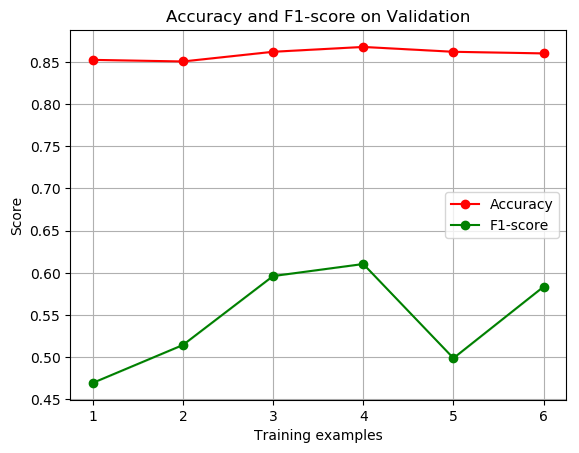 Accuracy and F1-score on Validation
0.85
0.80
0.75
0.70
0.65
0.60
0.55
0.50
0.45
Score
Accuracy
F1-score
1 2 3 4 5 6
Training examples